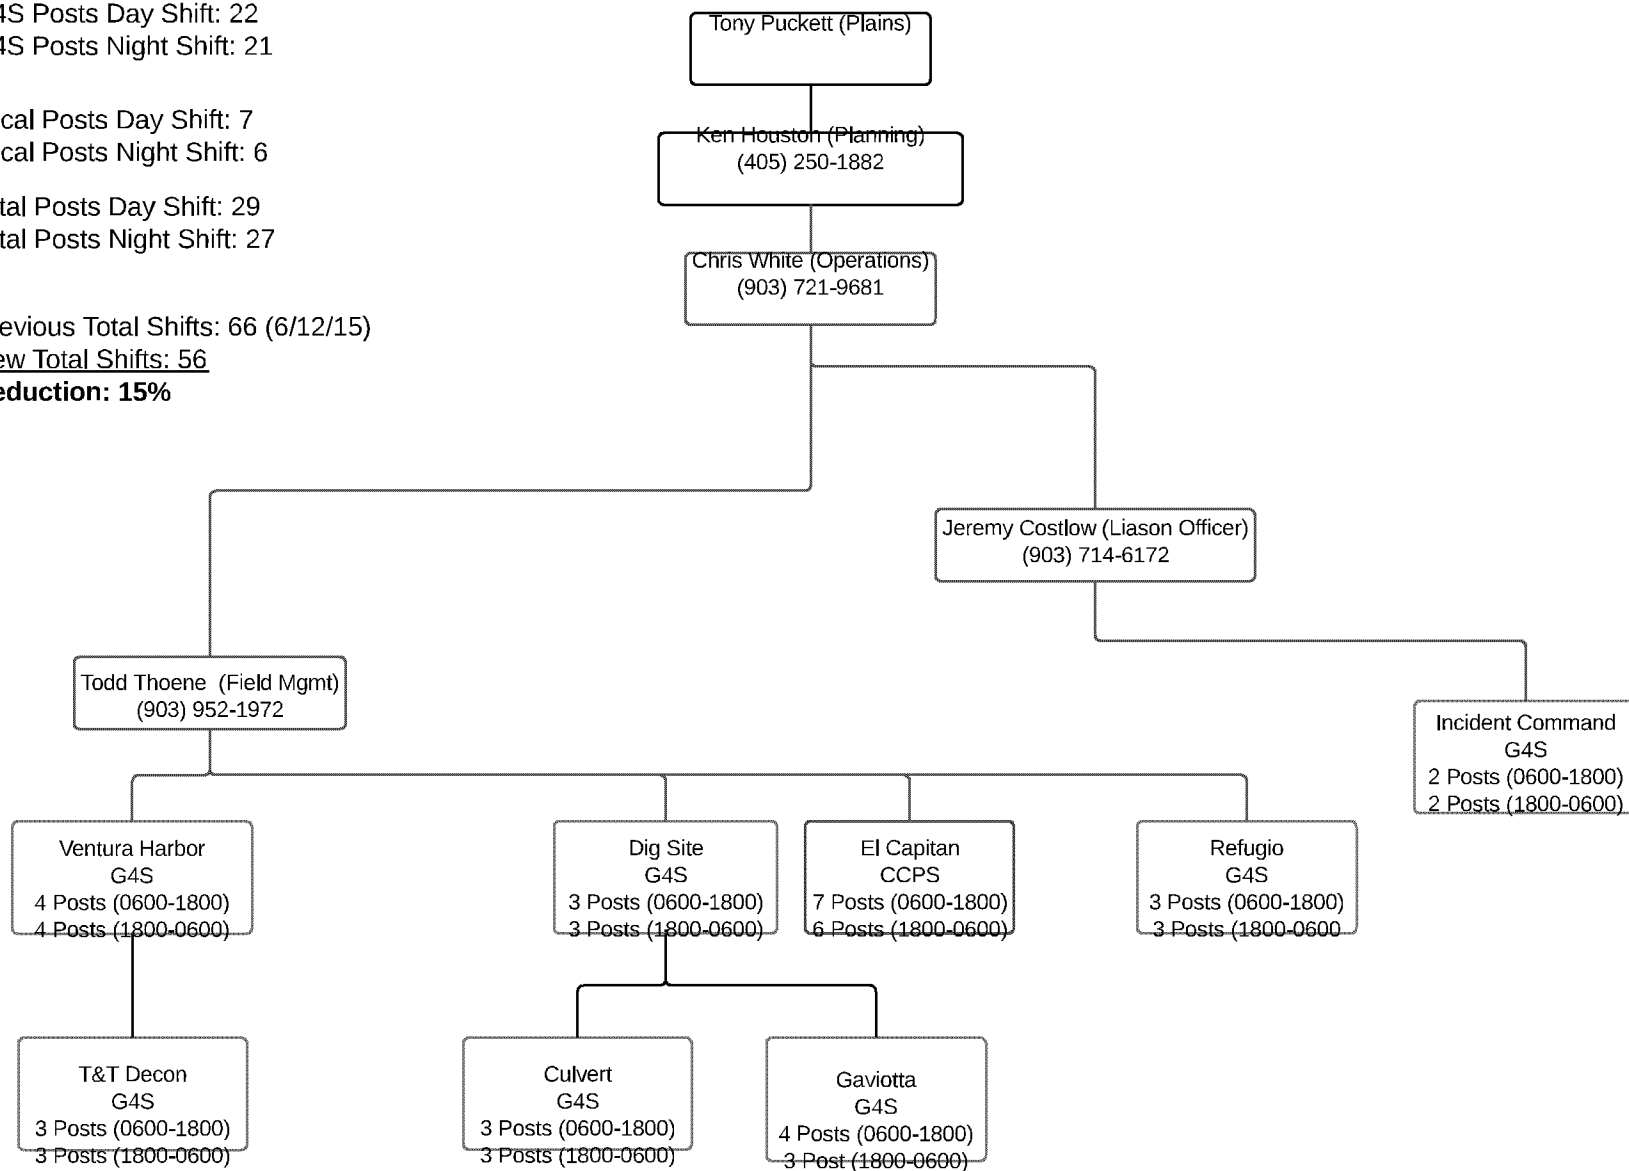 4S Posts Day Shift: 22
4S Posts Night Shift: 21
cal Posts Day Shift: 7
cal Posts Night Shift: 6
tal Posts Day Shift: 29
tal Posts Night Shift: 27
evious Total Shifts: 66 (6/12/15)
ew Total Shifts: 56
eduction: 15%
Tony Puckett (Plains)
Ken Houston (Planning)
(405) 250-1882
Chris White (Operations)
(903) 721-9681
Jeremy Costlow (Liason Officer)
(903) 714-6172
Todd Thoene  (Field Mgmt)
(903) 952-1972
Incident Command
G4S
2 Posts (0600-1800)
2 Posts (1800-0600)
Ventura Harbor
G4S
4 Posts (0600-1800)
4 Posts (1800-0600)
Dig Site
G4S
3 Posts (0600-1800)
3 Posts (1800-0600)
El Capitan
CCPS
7 Posts (0600-1800)
6 Posts (1800-0600)
Refugio
G4S
3 Posts (0600-1800)
3 Posts (1800-0600
T&T Decon
G4S
3 Posts (0600-1800)
3 Posts (1800-0600)
Culvert
G4S
3 Posts (0600-1800)
3 Posts (1800-0600)
Gaviotta
G4S
4 Posts (0600-1800)
3 Post (1800-0600)